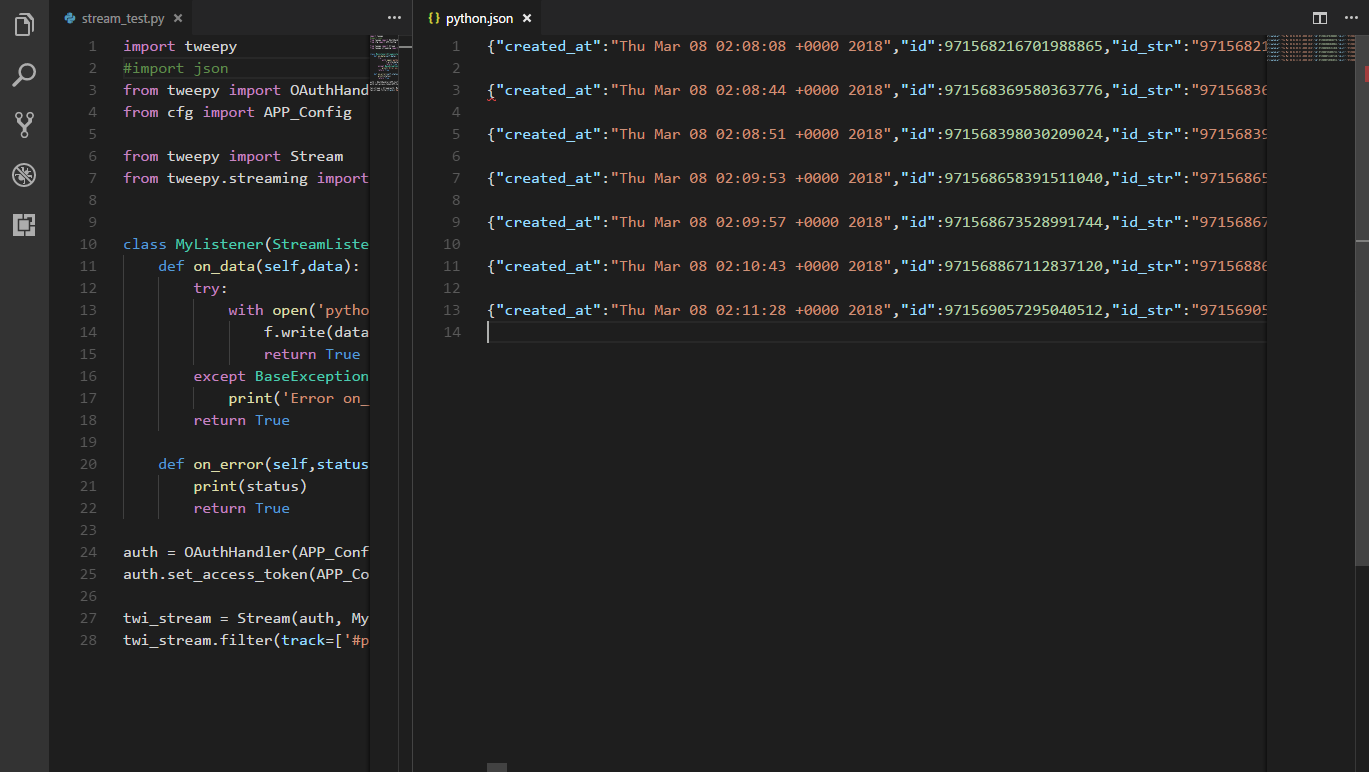 stream_test.py ×
1 import tweepy
2 #import json
3 from tweepy import OAuthHand
4 from cfg import APP_Config
5
6 from tweepy import Stream
7 from tweepy.streaming import
8
9
10 class MyListener(StreamListe
11 def on_data(self,data):
12 try:
13 with open('pytho
14 f.write(data
15 return True
16 except BaseException
17 print('Error on_
18 return True
19
20 def on_error(self,status
21 print(status)
22 return True
23
24 auth = OAuthHandler(APP_Conf
25 auth.set_access_token(APP_Co
26
27 twi_stream = Stream(auth, My
28 twi_stream.filter(track=['#p
{} python.json ×
1 {"created_at":"Thu Mar 08 02:08:08 +0000 2018","id":971568216701988865,"id_str":"97156821
2
3 {"created_at":"Thu Mar 08 02:08:44 +0000 2018","id":971568369580363776,"id_str":"97156836
4
5 {"created_at":"Thu Mar 08 02:08:51 +0000 2018","id":971568398030209024,"id_str":"97156839
6
7 {"created_at":"Thu Mar 08 02:09:53 +0000 2018","id":971568658391511040,"id_str":"97156865
8
9 {"created_at":"Thu Mar 08 02:09:57 +0000 2018","id":971568673528991744,"id_str":"97156867
10
11 {"created_at":"Thu Mar 08 02:10:43 +0000 2018","id":971568867112837120,"id_str":"97156886
12
13 {"created_at":"Thu Mar 08 02:11:28 +0000 2018","id":971569057295040512,"id_str":"97156905
14